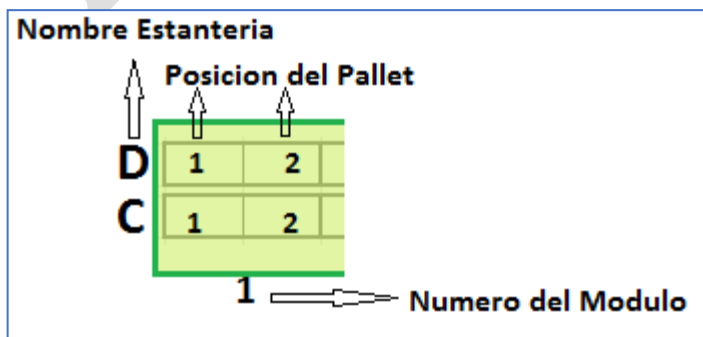 Nombre Estanteria
Posicion del Pallet
D 1 2
C 1 2
1 Numero del Modulo